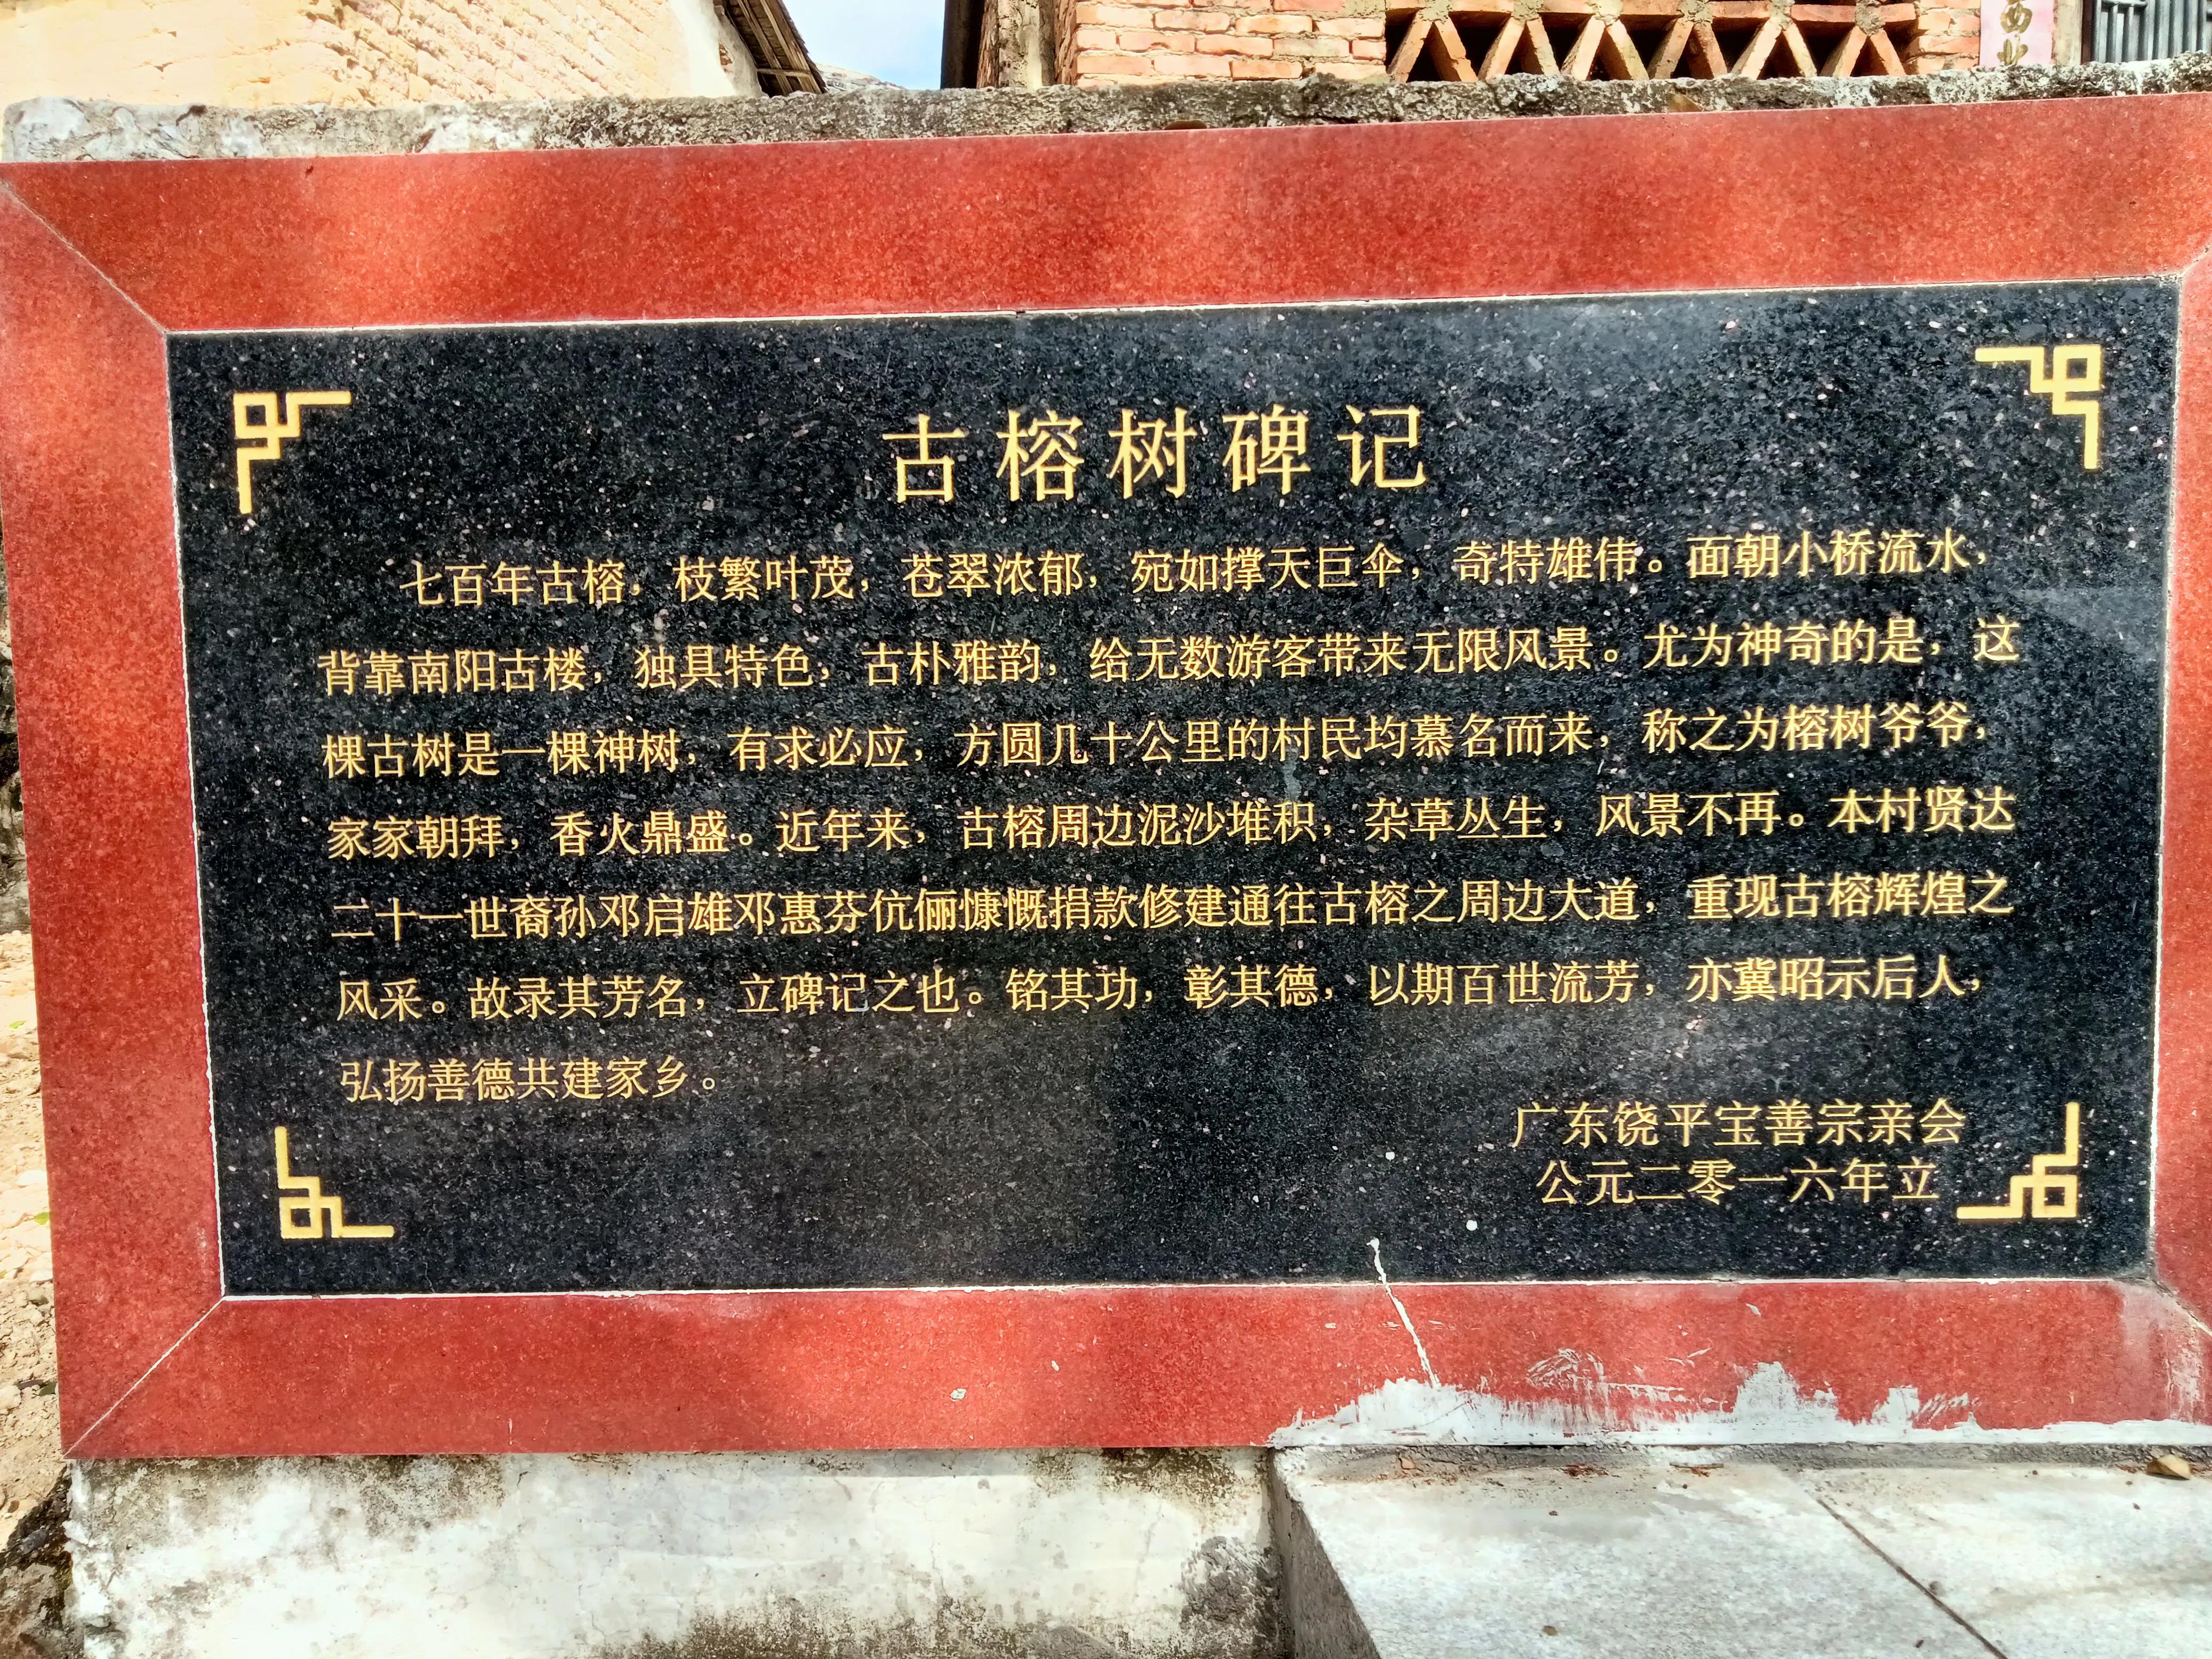 古榕树碑记
七百年古榕，枝繁叶茂，苍翠浓郁，宛如撑天巨伞，奇特雄伟。面朝小桥流水，
背靠南阳古楼，独具特色，古朴雅韵，给无数游客带来无限风景。尤为神奇的是，这
棵古树是一棵神树，有求必应，方圆几十公里的村民均慕名而来，称之为榕树爷爷，
家家朝拜，香火鼎盛。近年来，古榕周边泥沙堆积，杂草丛生，风景不再。本村贤达
二十一世裔孙邓启雄邓惠芬伉俪慷慨捐款修建通往古榕之周边大道，重现古榕辉煌之
风采。故录其芳名，立碑记之也。铭其功，彰其德，以期百世流芳，亦冀昭示后人，
弘扬善德共建家乡。
广东饶平宝善宗亲会
公元二零一六年立